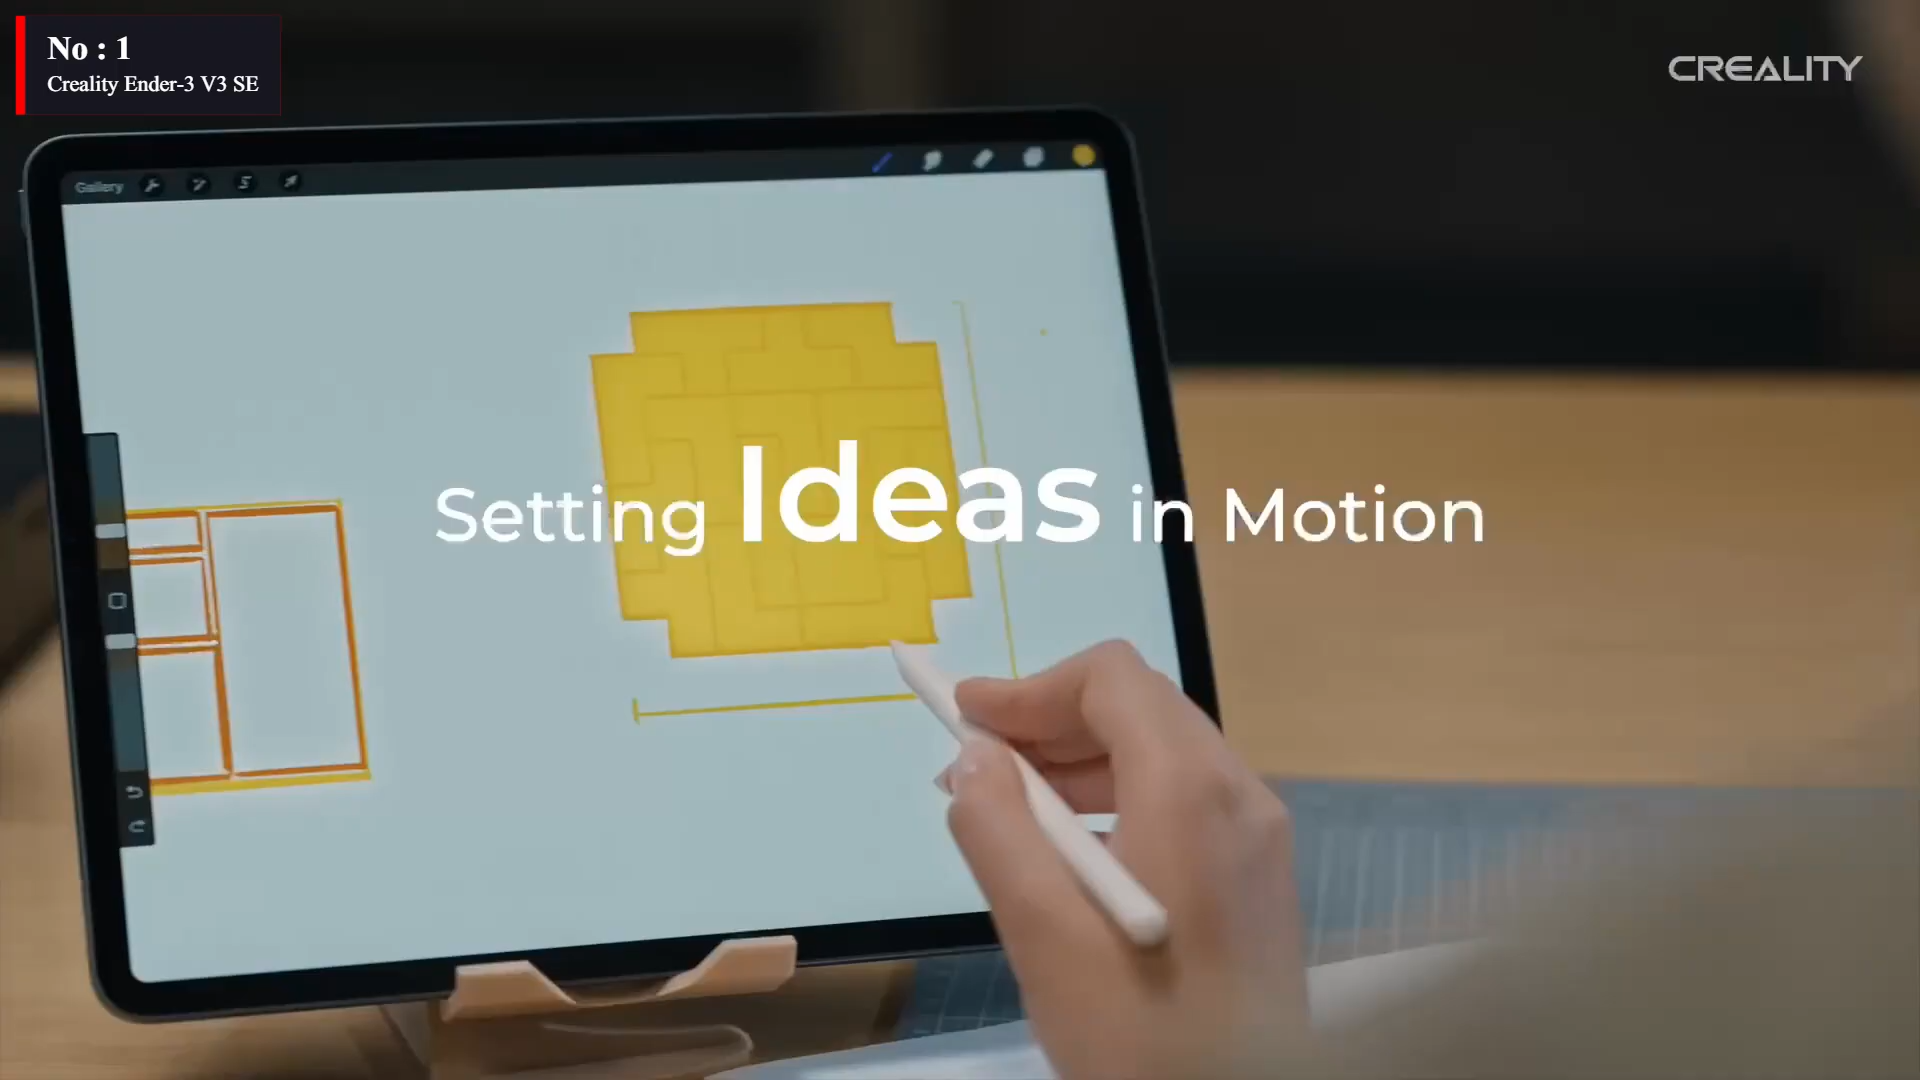 No : 1
Creality Ender-3 V3 SE
CREALITY
Gallery
Setting Ideas in Motion